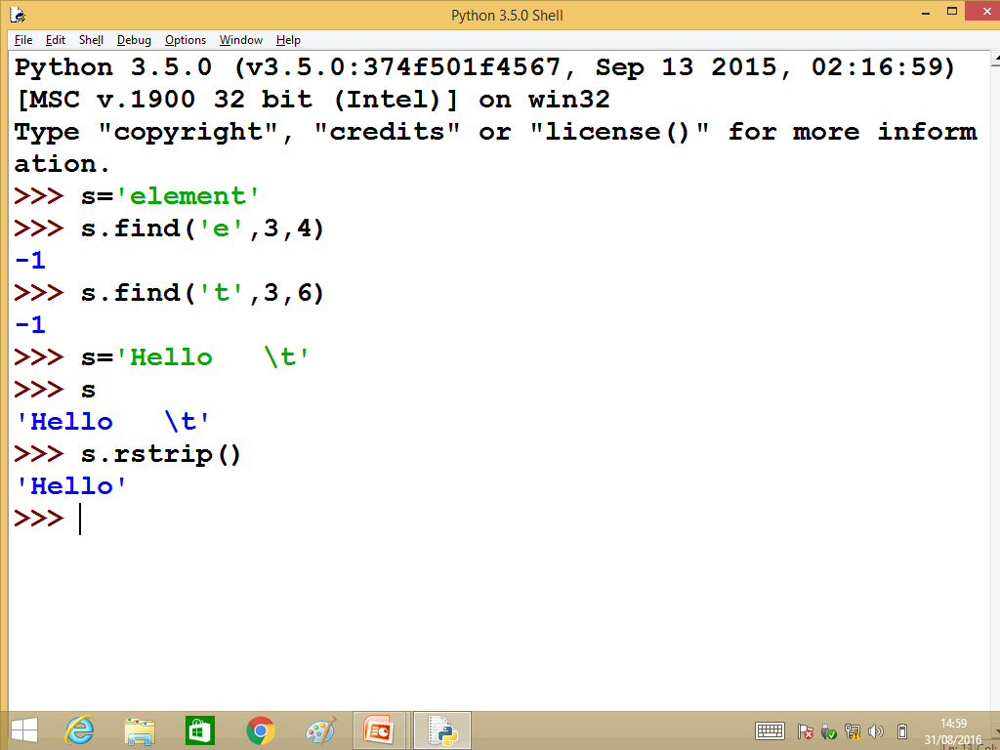 Python 3.5.0 Shell
File Edit Shell Debug Options Window Help
Python 3.5.0 (v3.5.0:374f501f4567, Sep 13 2015, 02:16:59)
[MSC v.1900 32 bit (Intel)] on win32
Type "copyright", "credits" or "license()" for more inform
ation.
>>> s='element'
>>> s.find('e',3,4)
-1
>>> s.find('t',3,6)
-1
>>> s='Hello   \t'
>>> s
'Hello   \t'
>>> s.rstrip()
'Hello'
>>>
14:59
31/08/2016